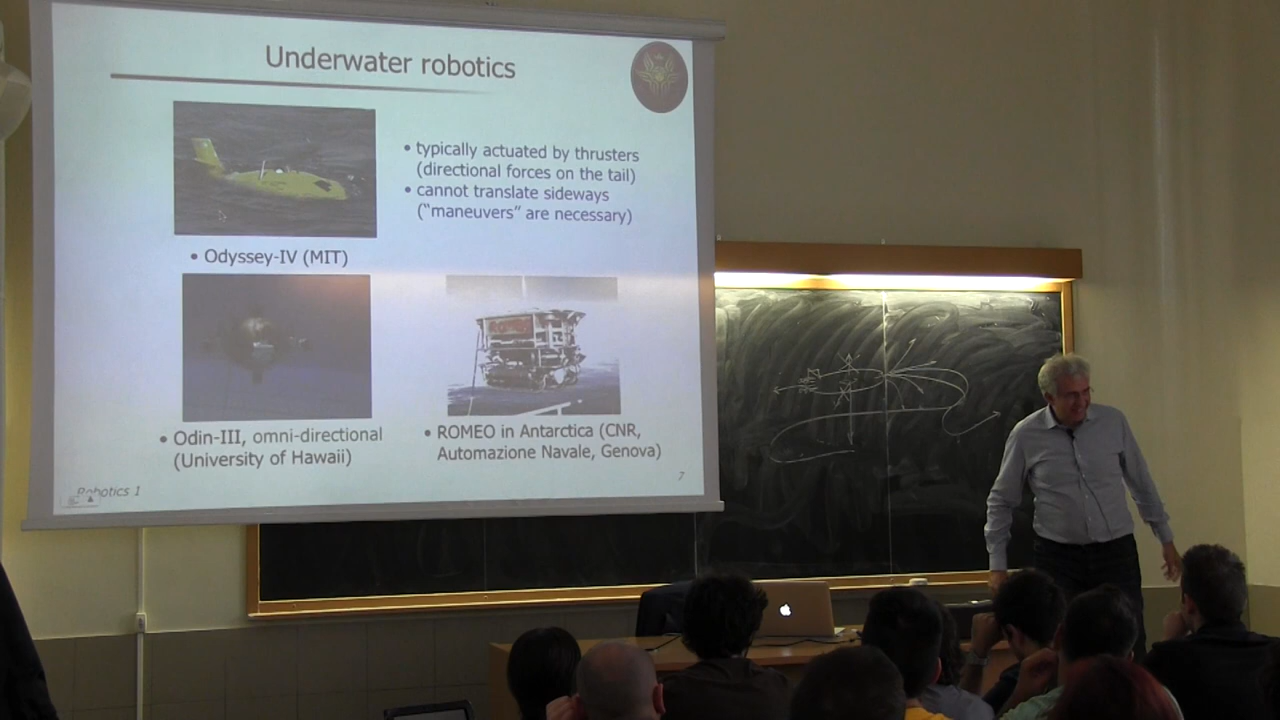 Underwater robotics
• typically actuated by thrusters
(directional forces on the tail)
• cannot translate sideways
("maneuvers" are necessary)
• Odyssey-IV (MIT)
ROMEO
• Odin-III, omni-directional
(University of Hawaii)
• ROMEO in Antarctica (CNR,
Automazione Navale, Genova)
Robotics 1
7